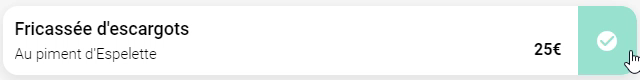 Fricassée d'escargots
Au piment d'Espelette
25€